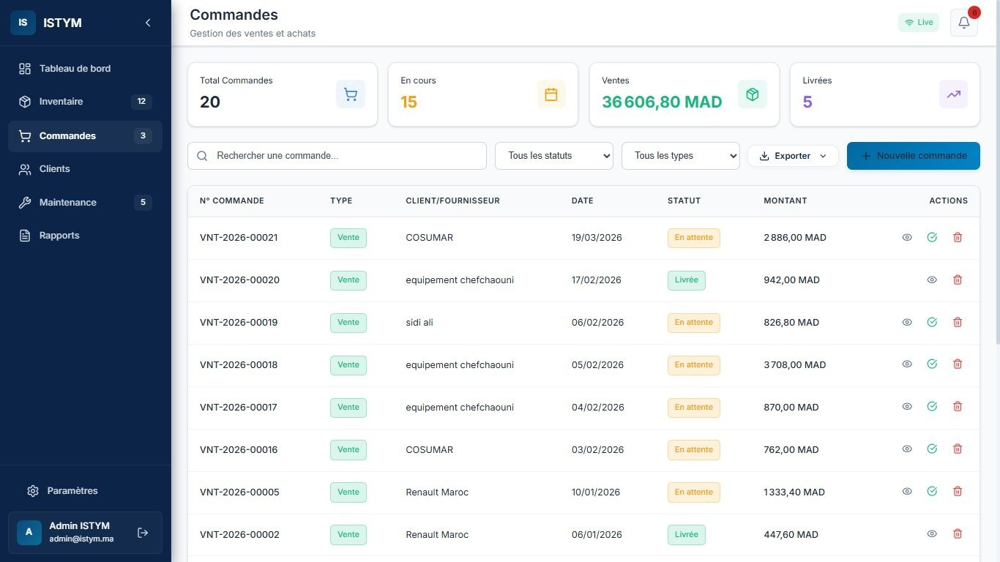 IS ISTYM
Tableau de bord
Inventaire 12
Commandes 3
Clients
Maintenance 5
Rapports
Paramètres
A Admin ISTYM
admin@istym.ma
Commandes
Gestion des ventes et achats
Live
6
Total Commandes
20
En cours
15
Ventes
36 606,80 MAD
Livrées
5
Rechercher une commande...
Tous les statuts
Tous les types
Exporter
Nouvelle commande
N° COMMANDE TYPE CLIENT/FOURNISSEUR DATE STATUT MONTANT ACTIONS
VNT-2026-00021 Vente COSUMAR 19/03/2026 En attente 2 886,00 MAD
VNT-2026-00020 Vente equipement chefchaouni 17/02/2026 Livrée 942,00 MAD
VNT-2026-00019 Vente sidi ali 06/02/2026 En attente 826,80 MAD
VNT-2026-00018 Vente equipement chefchaouni 05/02/2026 En attente 3 708,00 MAD
VNT-2026-00017 Vente equipement chefchaouni 04/02/2026 En attente 870,00 MAD
VNT-2026-00016 Vente COSUMAR 03/02/2026 En attente 762,00 MAD
VNT-2026-00005 Vente Renault Maroc 10/01/2026 En attente 1 333,40 MAD
VNT-2026-00002 Vente Renault Maroc 06/01/2026 Livrée 447,60 MAD